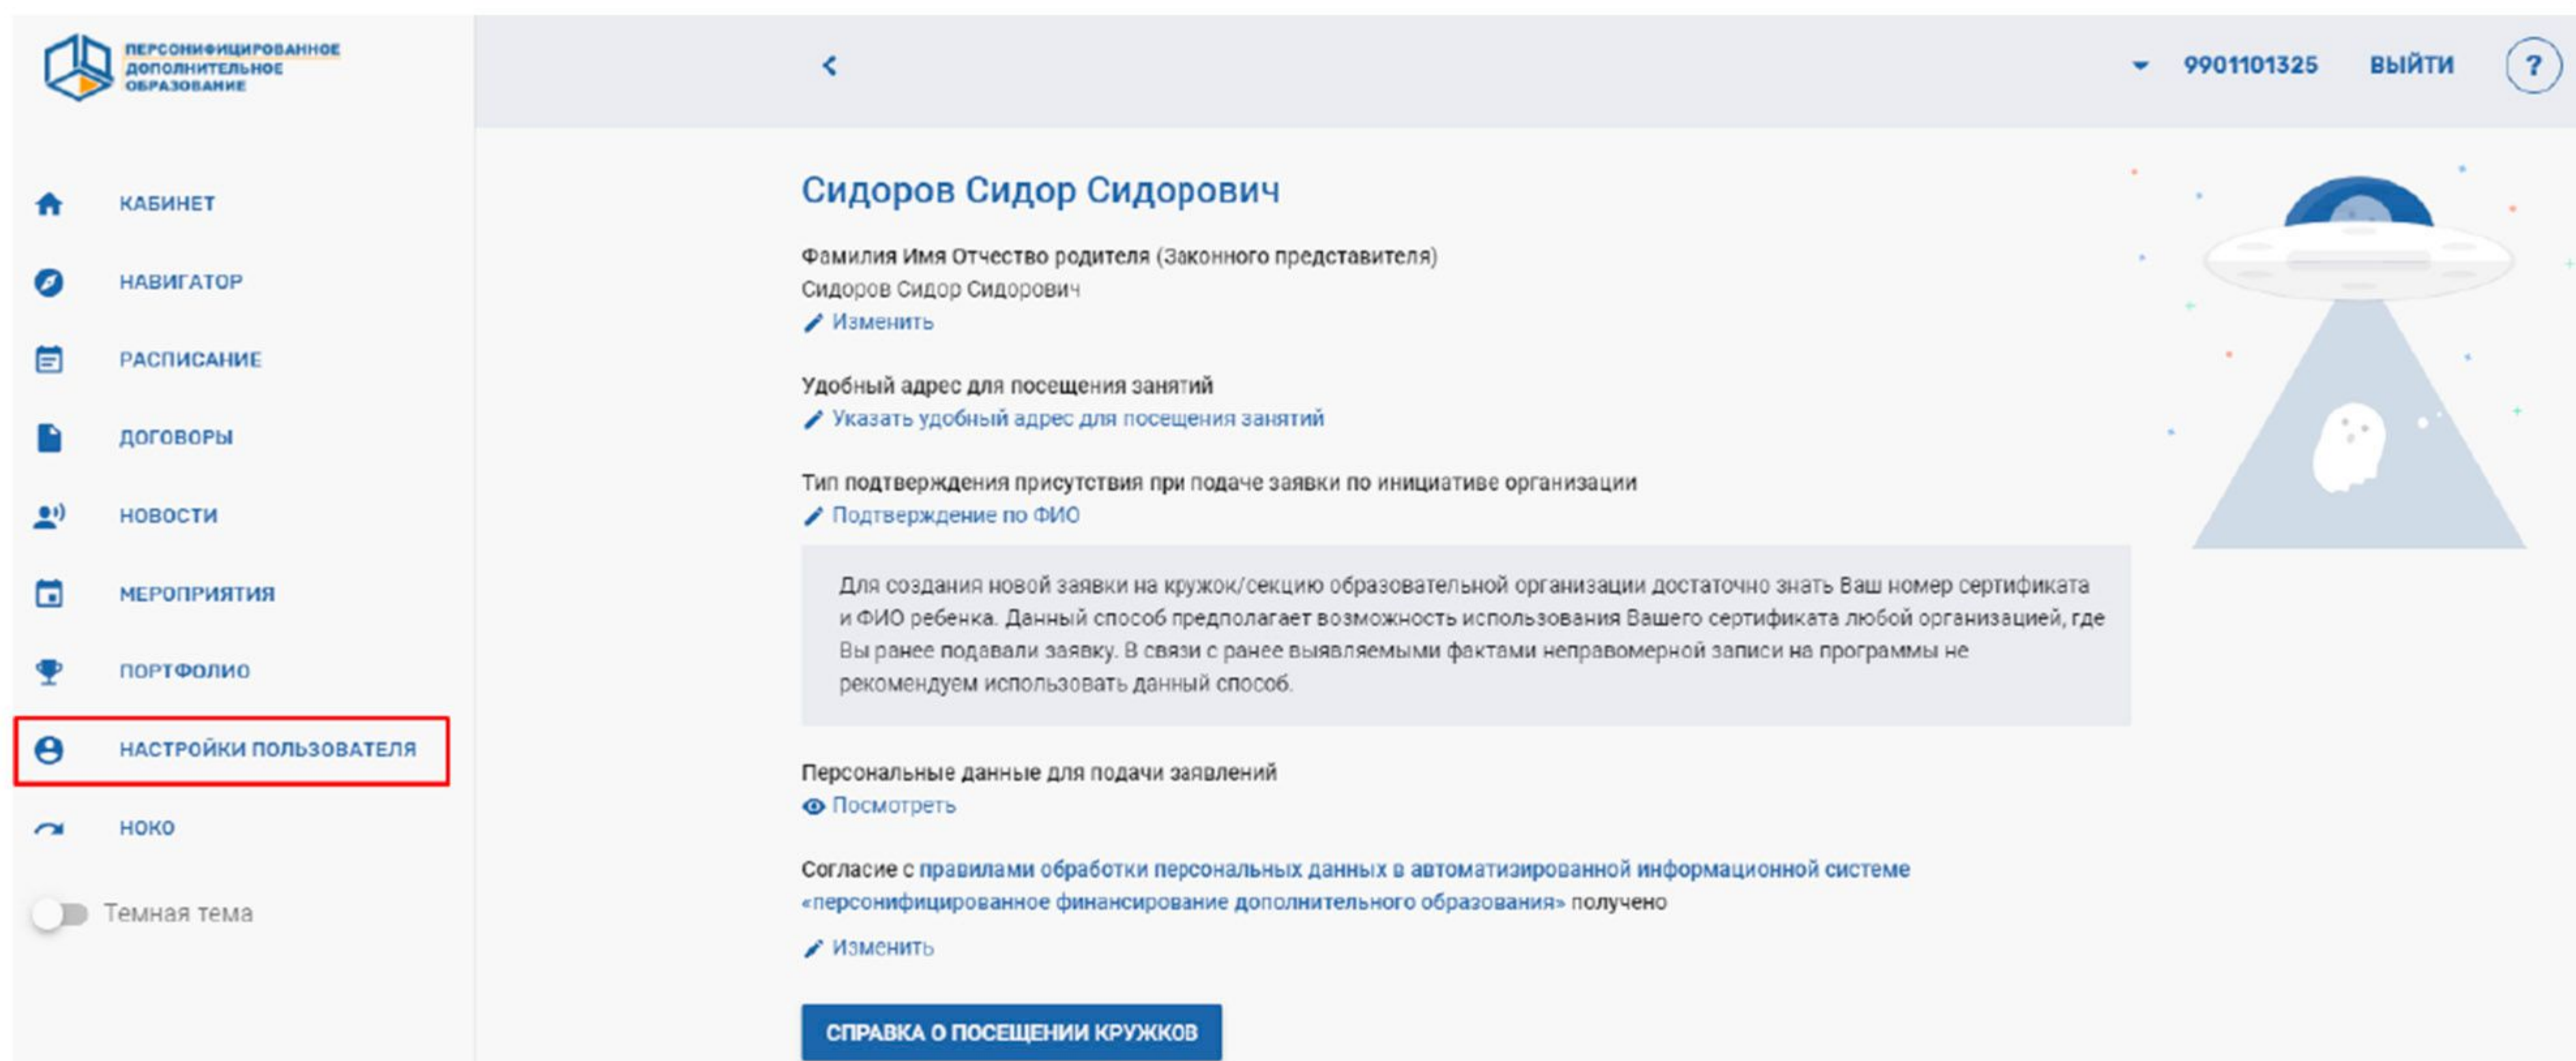 ПЕРСОНИФИЦИРОВАННОЕ
ДОПОЛНИТЕЛЬНОЕ
ОБРАЗОВАНИЕ
9901101325 ВЫЙТИ ?
КАБИНЕТ
НАВИГАТОР
РАСПИСАНИЕ
ДОГОВОРЫ
НОВОСТИ
МЕРОПРИЯТИЯ
ПОРТФОЛИО
НАСТРОЙКИ ПОЛЬЗОВАТЕЛЯ
НОКО
Темная тема
Сидоров Сидор Сидорович
Фамилия Имя Отчество родителя (Законного представителя)
Сидоров Сидор Сидорович
Изменить
Удобный адрес для посещения занятий
Указать удобный адрес для посещения занятий
Тип подтверждения присутствия при подаче заявки по инициативе организации
Подтверждение по ФИО
Для создания новой заявки на кружок/секцию образовательной организации достаточно знать Ваш номер сертификата
и ФИО ребенка. Данный способ предполагает возможность использования Вашего сертификата любой организацией, где
Вы ранее подавали заявку. В связи с ранее выявляемыми фактами неправомерной записи на программы не
рекомендуем использовать данный способ.
Персональные данные для подачи заявлений
Посмотреть
Согласие с правилами обработки персональных данных в автоматизированной информационной системе
«персонифицированное финансирование дополнительного образования» получено
Изменить
СПРАВКА О ПОСЕЩЕНИИ КРУЖКОВ